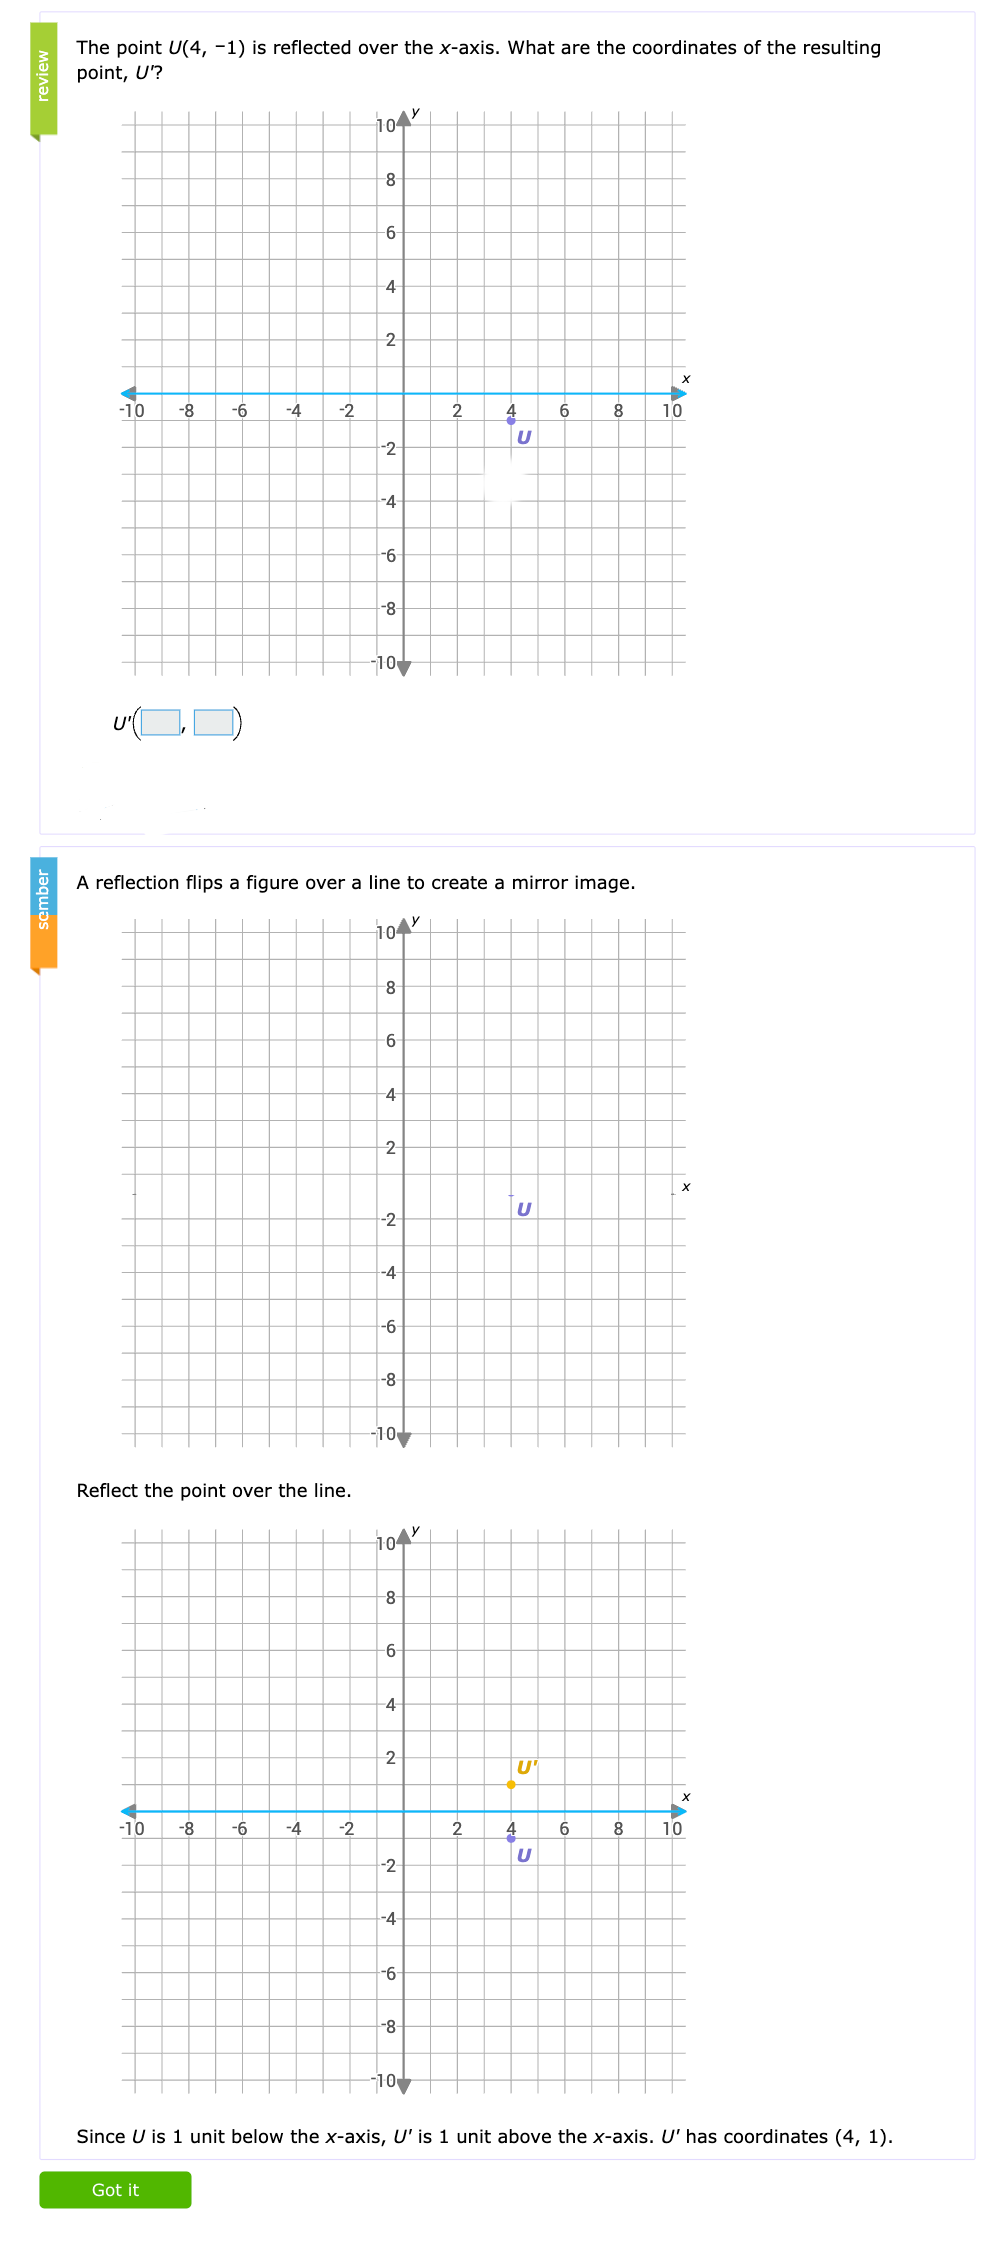 review
The point U(4, −1) is reflected over the x-axis. What are the coordinates of the resulting
point, U'?
y
10
8
6
4
2
x
-10 -8 -6 -4 -2 2 4 6 8 10
U
-2
-4
-6
-8
-10
U'( , )
A reflection flips a figure over a line to create a mirror image.
y
10
8
6
4
2
x
U
-2
-4
-6
-8
-10
Reflect the point over the line.
y
10
8
6
4
2
U'
x
-10 -8 -6 -4 -2 2 4 6 8 10
U
-2
-4
-6
-8
-10
Since U is 1 unit below the x-axis, U' is 1 unit above the x-axis. U' has coordinates (4, 1).
Got it